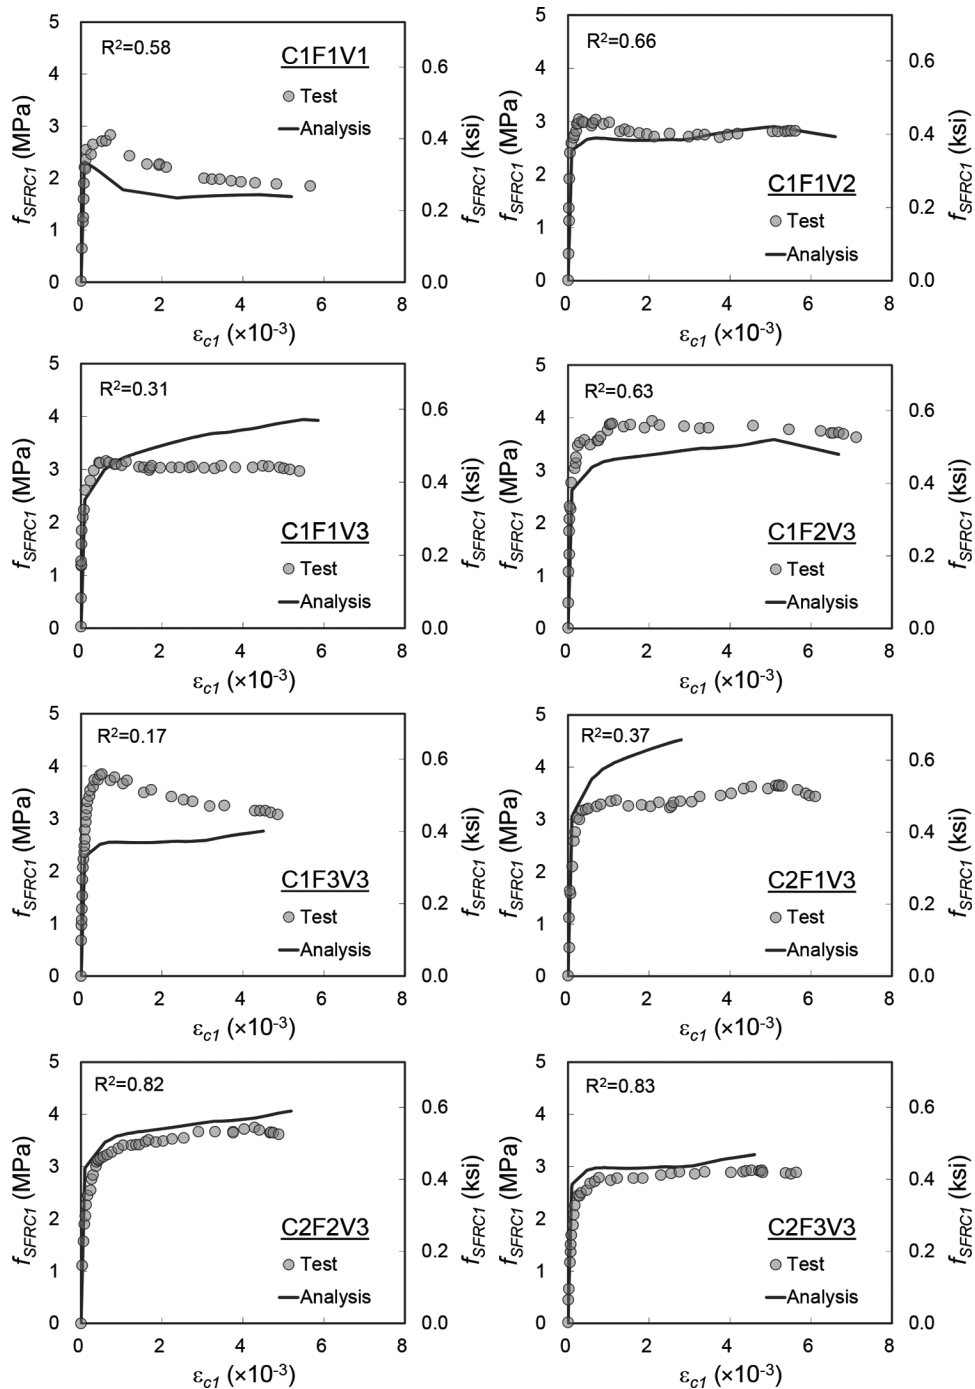 R²=0.58
C1F1V1
Test
Analysis
5
4
3
2
1
0
0.6
0.4
0.2
0.0
f_SFRC1 (MPa)
f_SFRC1 (ksi)
0 2 4 6 8
ε_c1 (×10⁻³)
R²=0.66
C1F1V2
Test
Analysis
5
4
3
2
1
0
0.6
0.4
0.2
0.0
f_SFRC1 (MPa)
f_SFRC1 (ksi)
0 2 4 6 8
ε_c1 (×10⁻³)
R²=0.31
C1F1V3
Test
Analysis
5
4
3
2
1
0
0.6
0.4
0.2
0.0
f_SFRC1 (MPa)
f_SFRC1 (ksi)
0 2 4 6 8
ε_c1 (×10⁻³)
R²=0.63
C1F2V3
Test
Analysis
5
4
3
2
1
0
0.6
0.4
0.2
0.0
f_SFRC1 (MPa)
f_SFRC1 (ksi)
0 2 4 6 8
ε_c1 (×10⁻³)
R²=0.17
C1F3V3
Test
Analysis
5
4
3
2
1
0
0.6
0.4
0.2
0.0
f_SFRC1 (MPa)
f_SFRC1 (ksi)
0 2 4 6 8
ε_c1 (×10⁻³)
R²=0.37
C2F1V3
Test
Analysis
5
4
3
2
1
0
0.6
0.4
0.2
0.0
f_SFRC1 (MPa)
f_SFRC1 (ksi)
0 2 4 6 8
ε_c1 (×10⁻³)
R²=0.82
C2F2V3
Test
Analysis
5
4
3
2
1
0
0.6
0.4
0.2
0.0
f_SFRC1 (MPa)
f_SFRC1 (ksi)
0 2 4 6 8
ε_c1 (×10⁻³)
R²=0.83
C2F3V3
Test
Analysis
5
4
3
2
1
0
0.6
0.4
0.2
0.0
f_SFRC1 (MPa)
f_SFRC1 (ksi)
0 2 4 6 8
ε_c1 (×10⁻³)